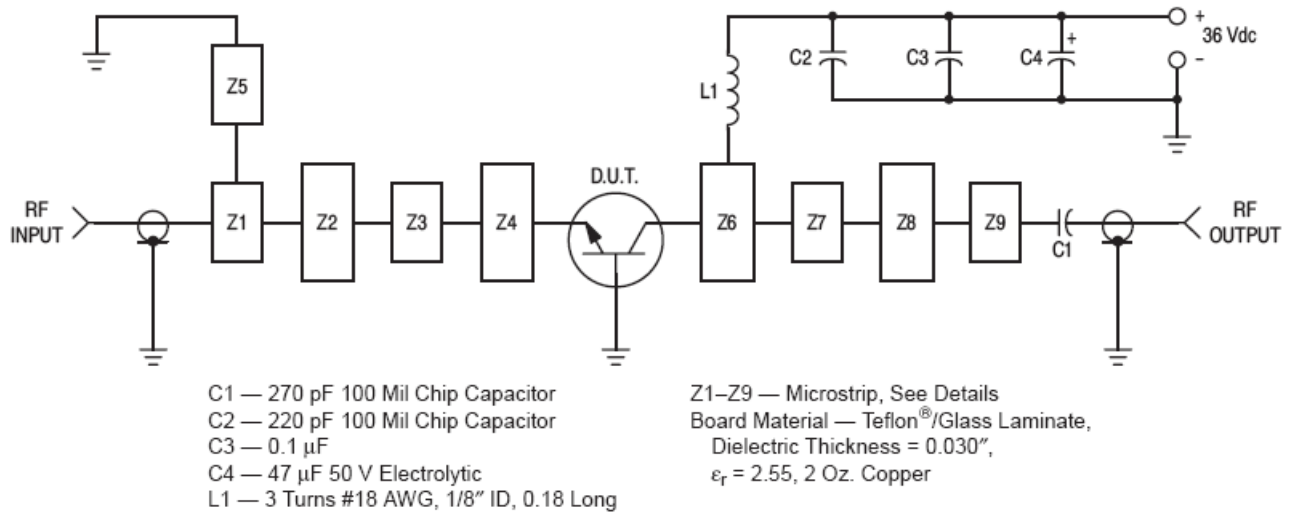 +
36 Vdc
–
C2
C3
+
C4
L1
Z5
D.U.T.
RF
INPUT
Z1
Z2
Z3
Z4
Z6
Z7
Z8
Z9
C1
RF
OUTPUT
C1 — 270 pF 100 Mil Chip Capacitor
C2 — 220 pF 100 Mil Chip Capacitor
C3 — 0.1 µF
C4 — 47 µF 50 V Electrolytic
L1 — 3 Turns #18 AWG, 1/8″ ID, 0.18 Long
Z1–Z9 — Microstrip, See Details
Board Material — Teflon®/Glass Laminate,
Dielectric Thickness = 0.030″,
εr = 2.55, 2 Oz. Copper